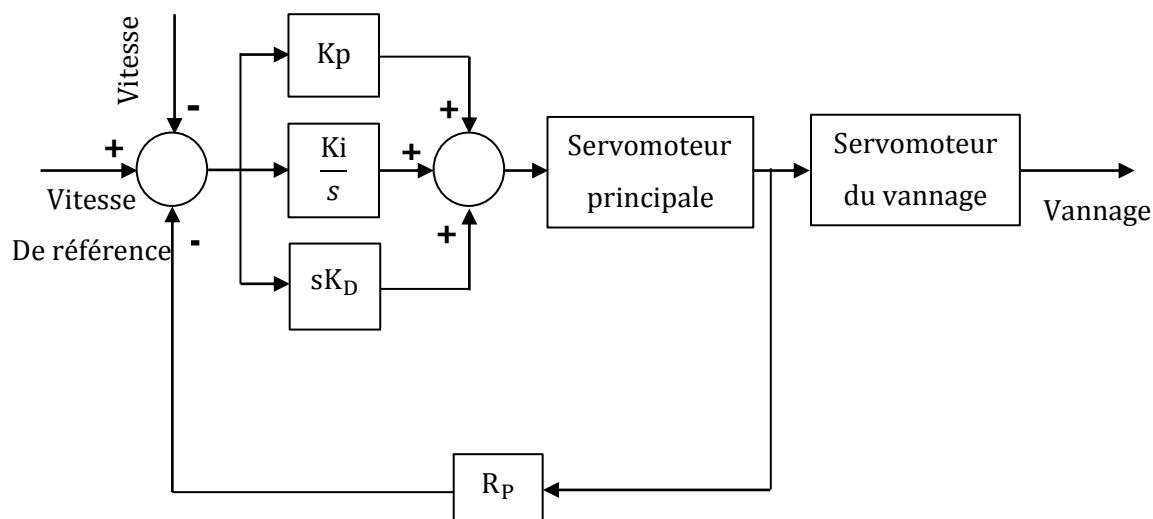 Vitesse
-
+
Vitesse
De référence
-
Kp
Ki
s
sK_D
+
+
+
Servomoteur
principale
Servomoteur
du vannage
Vannage
R_P